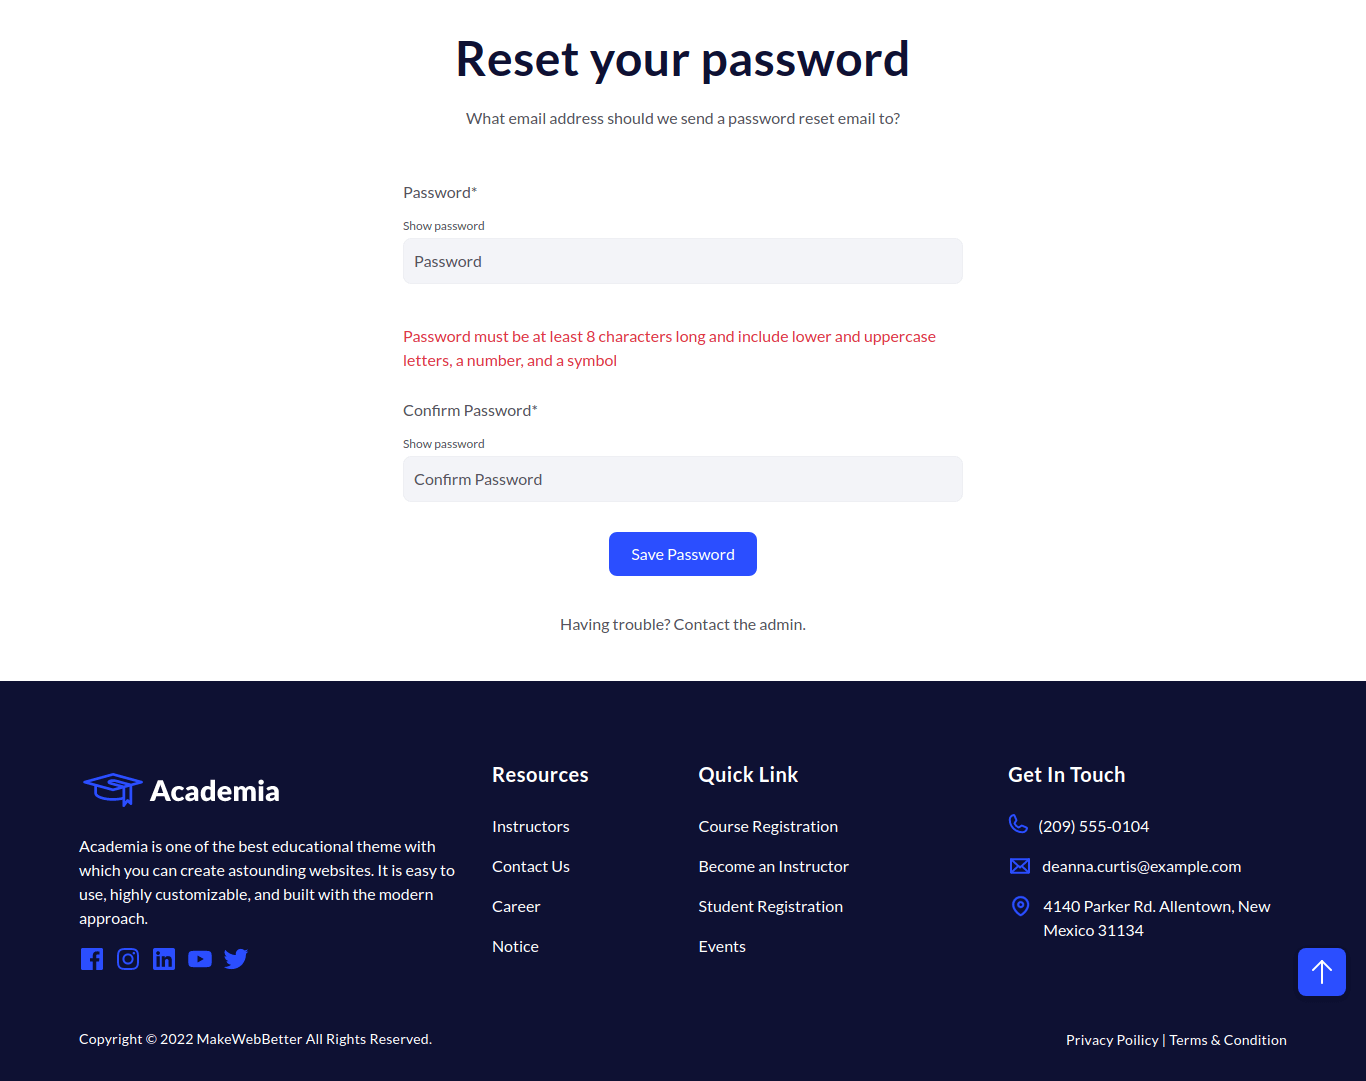 Reset your password
What email address should we send a password reset email to?
Password*
Show password
Password
Password must be at least 8 characters long and include lower and uppercase
letters, a number, and a symbol
Confirm Password*
Show password
Confirm Password
Save Password
Having trouble? Contact the admin.
Academia
Academia is one of the best educational theme with
which you can create astounding websites. It is easy to
use, highly customizable, and built with the modern
approach.
Resources
Instructors
Contact Us
Career
Notice
Quick Link
Course Registration
Become an Instructor
Student Registration
Events
Get In Touch
(209) 555-0104
deanna.curtis@example.com
4140 Parker Rd. Allentown, New
Mexico 31134
Copyright © 2022 MakeWebBetter All Rights Reserved.
Privacy Poilicy | Terms & Condition